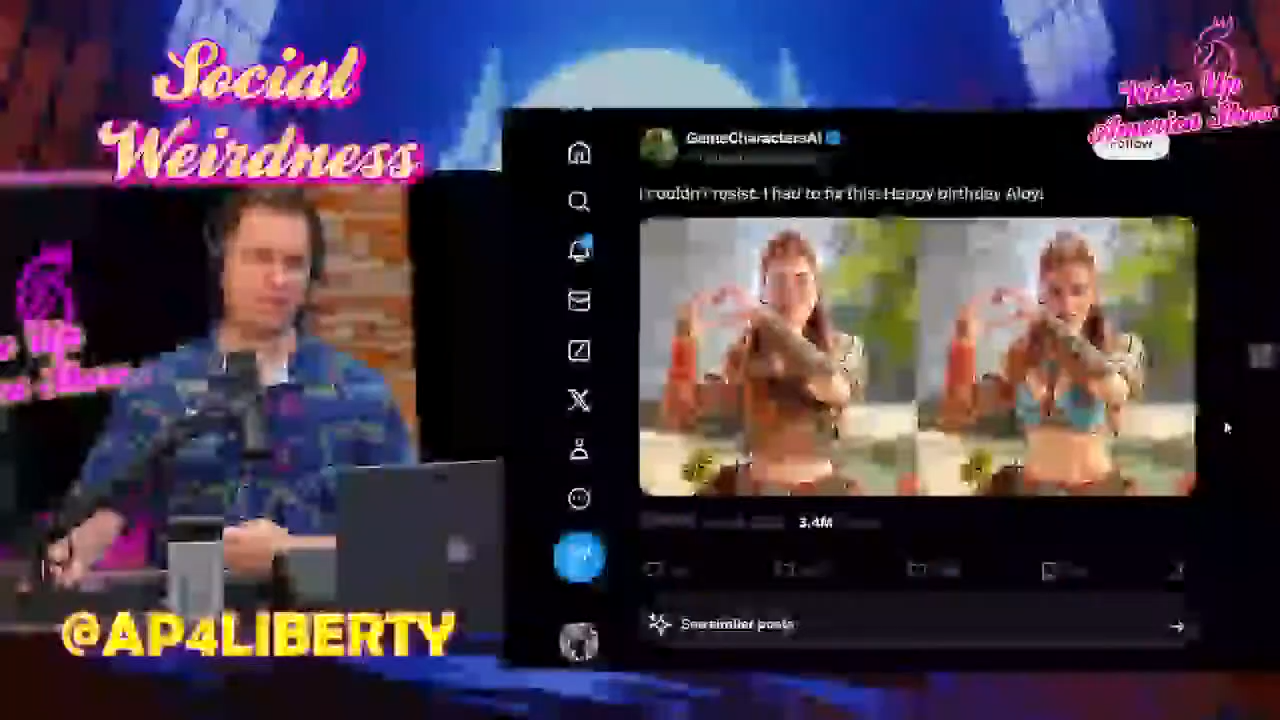 Social
Weirdness
Wake Up
America Show
GameCharactersAI
Follow
I couldn't resist. I had to fix this. Happy birthday Aloy!
3.4M
See similar posts
@AP4LIBERTY